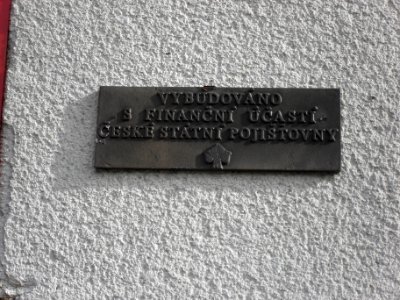 VYBUDOVÁNO
S FINANČNÍ ÚČASTÍ
ČESKÉ STÁTNÍ POJIŠŤOVNY